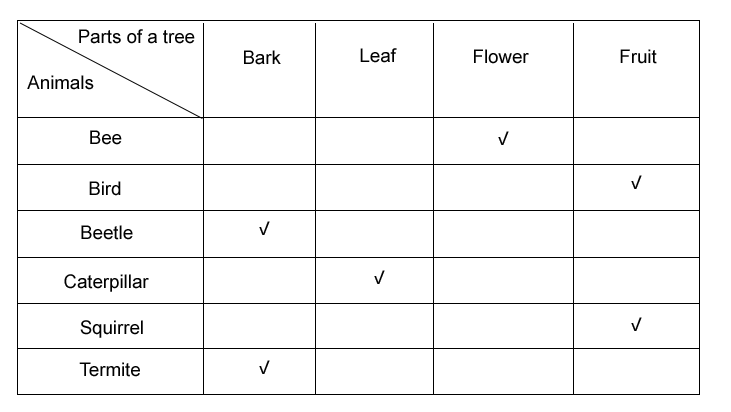 Parts of a tree
Animals
Bark Leaf Flower Fruit
Bee √
Bird √
Beetle √
Caterpillar √
Squirrel √
Termite √